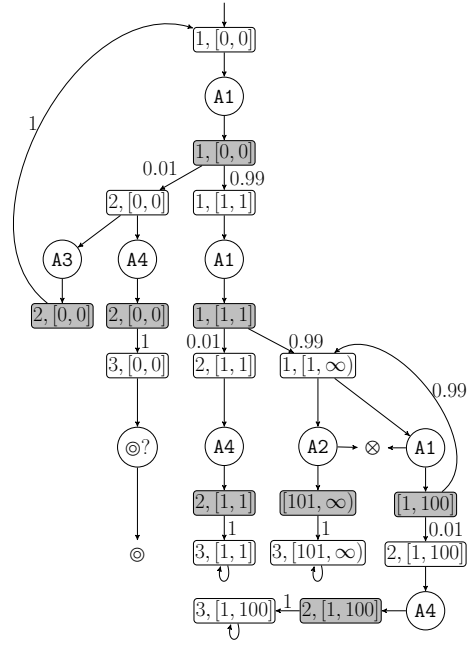 1, [0, 0]
A1
1, [0, 0]
0.01
0.99
2, [0, 0]
1, [1, 1]
1
A3
A4
A1
2, [0, 0]
2, [0, 0]
1, [1, 1]
1
0.01
0.99
3, [0, 0]
2, [1, 1]
1, [1, ∞)
0.99
◎?
A4
A2
⊗
A1
2, [1, 1]
[101, ∞)
[1, 100]
1
1
0.01
◎
3, [1, 1]
3, [101, ∞)
2, [1, 100]
3, [1, 100]
1
2, [1, 100]
A4